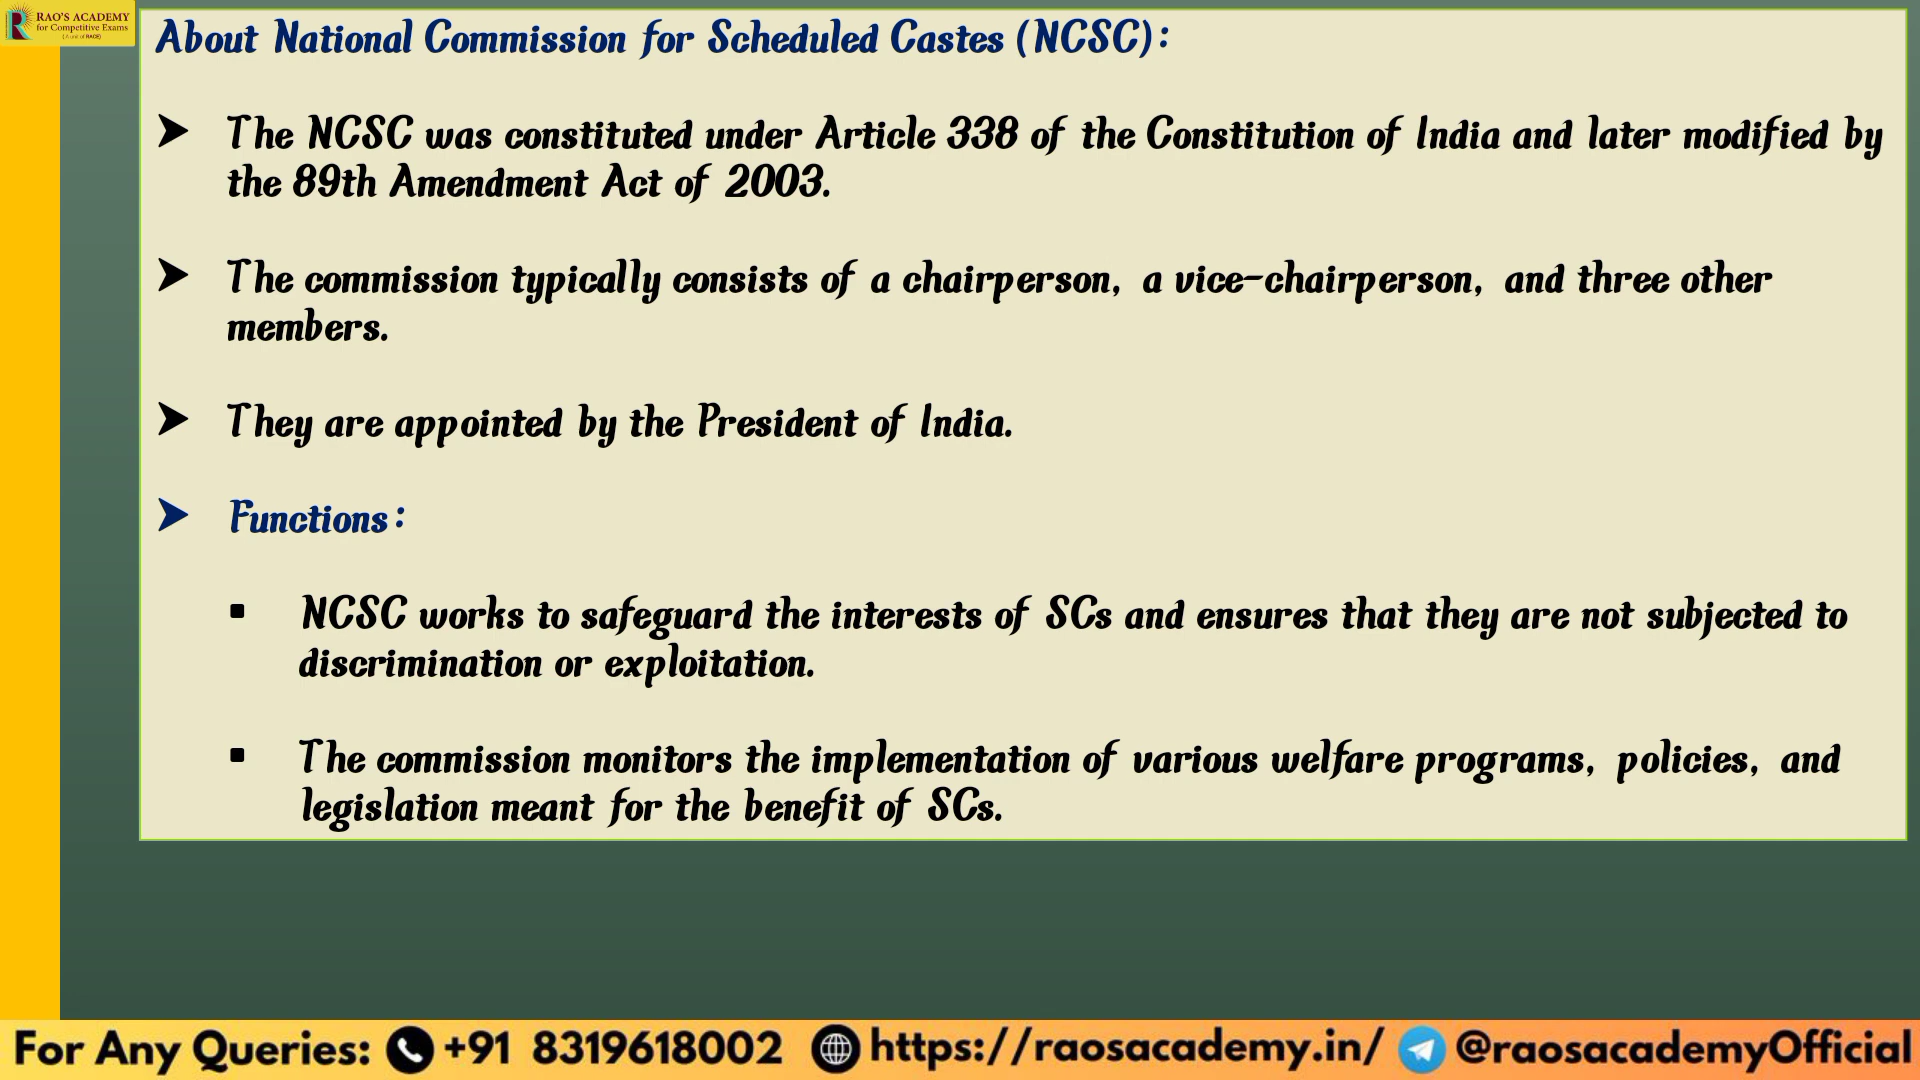 RAO'S ACADEMY
for Competitive Exams
(A unit of RACE)
About National Commission for Scheduled Castes (NCSC):
➤ The NCSC was constituted under Article 338 of the Constitution of India and later modified by
the 89th Amendment Act of 2003.
➤ The commission typically consists of a chairperson, a vice-chairperson, and three other
members.
➤ They are appointed by the President of India.
➤ Functions:
▪ NCSC works to safeguard the interests of SCs and ensures that they are not subjected to
discrimination or exploitation.
▪ The commission monitors the implementation of various welfare programs, policies, and
legislation meant for the benefit of SCs.
For Any Queries: +91 8319618002 https://raosacademy.in/ @raosacademyOfficial